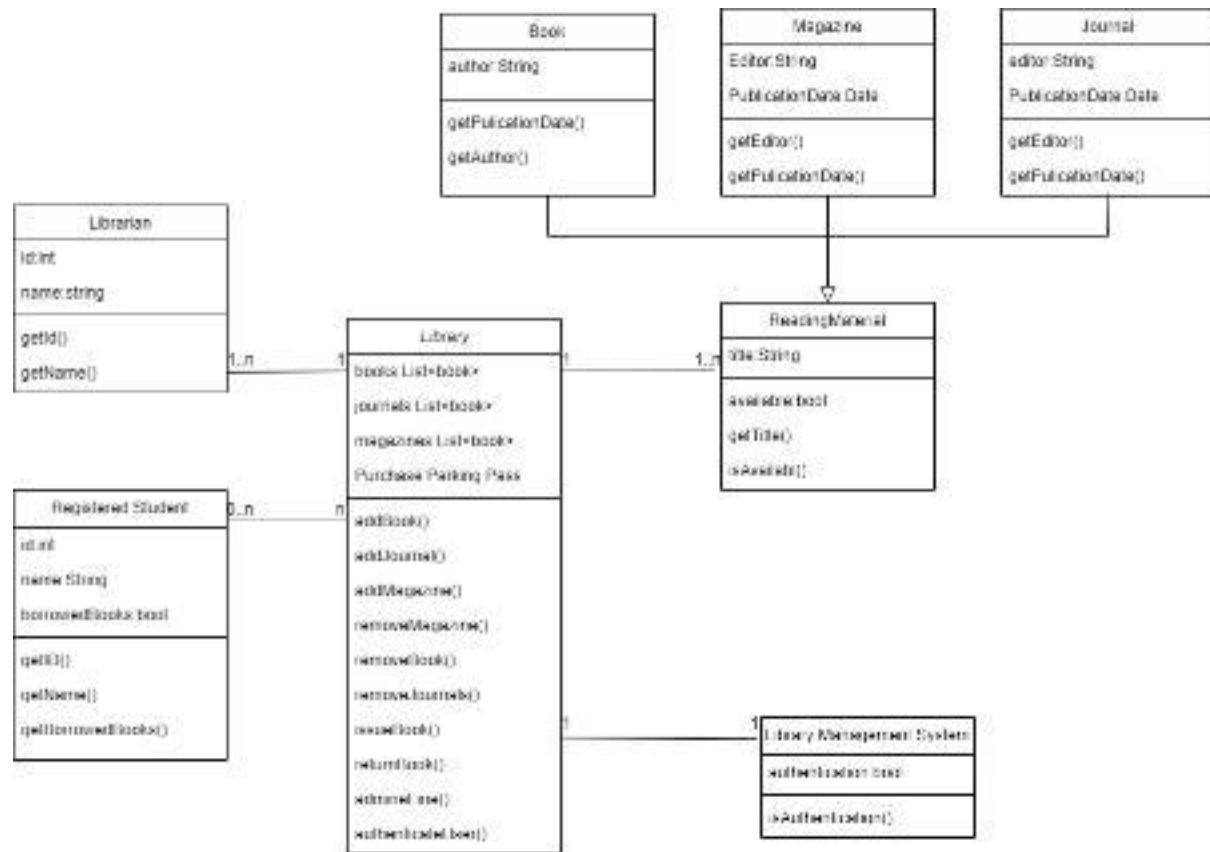 Book
author:String
getPulicationDate()
getAuthor()
Magazine
Editor:String
PublicationDate:Date
getEditor()
getPulicationDate()
Journal
editor:String
PublicationDate:Date
getEditor()
getPulicationDate()
Librarian
id:int
name:string
getId()
getName()
1..n
1
Library
books List<book>
journals List<book>
magazines List<book>
Purchase Parking Pass
addBook()
addJournal()
addMagazine()
removeMagazine()
removeBook()
removeJournals()
issueBook()
returnBook()
authenticateUser()
1
1..n
ReadingMaterial
title:String
available:bool
isAvailabl()
Registered Student
id:int
name:String
borrowedBooks:bool
getID()
getName()
getBorrowedBooks()
0..n
n
1
1
Library Management System
authentication:bool
isAuthentication()